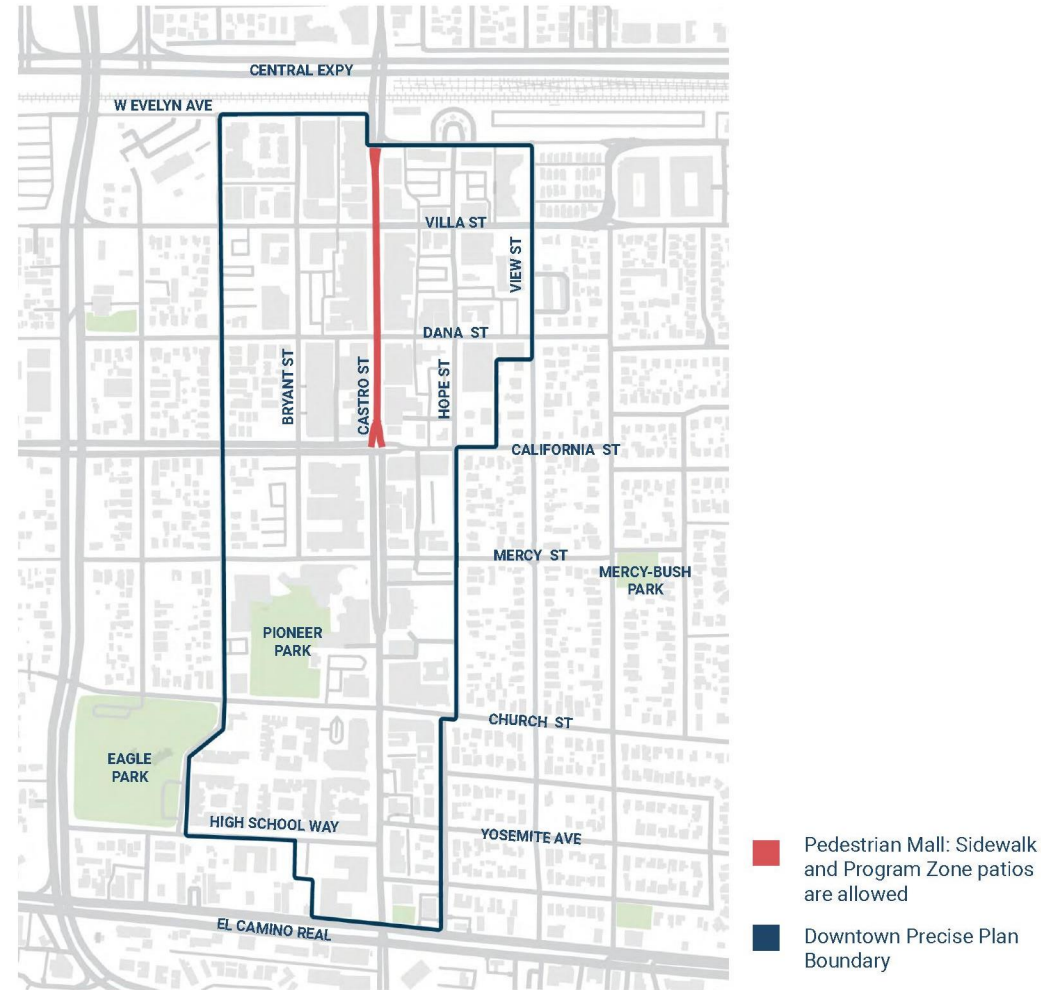 CENTRAL EXPY
W EVELYN AVE
VILLA ST
VIEW ST
DANA ST
BRYANT ST
CASTRO ST
HOPE ST
CALIFORNIA ST
MERCY ST
MERCY-BUSH
PARK
PIONEER
PARK
CHURCH ST
EAGLE
PARK
HIGH SCHOOL WAY
YOSEMITE AVE
EL CAMINO REAL
Pedestrian Mall: Sidewalk
and Program Zone patios
are allowed
Downtown Precise Plan
Boundary